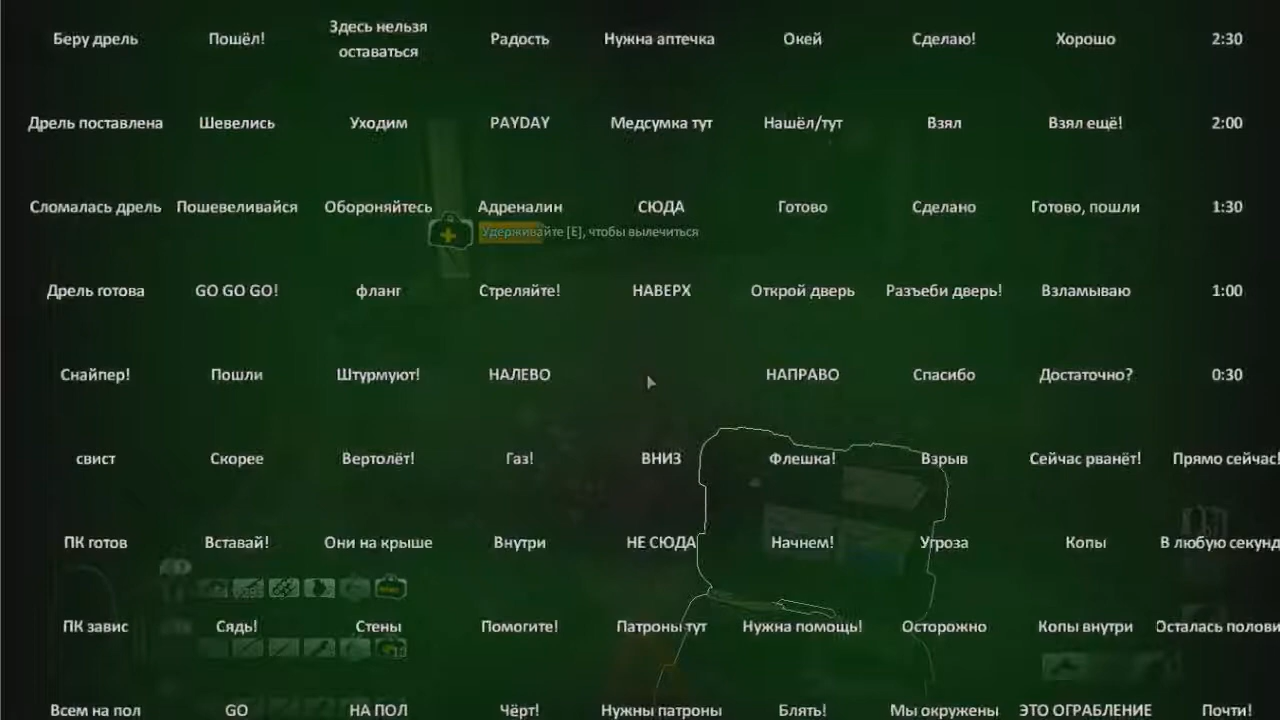 Беру дрель Пошёл! Здесь нельзя оставаться Радость Нужна аптечка Окей Сделаю! Хорошо 2:30
Дрель поставлена Шевелись Уходим PAYDAY Медсумка тут Нашёл/тут Взял Взял ещё! 2:00
Сломалась дрель Пошевеливайся Обороняйтесь Адреналин СЮДА Готово Сделано Готово, пошли 1:30
Удерживайте [E], чтобы вылечиться
Дрель готова GO GO GO! фланг Стреляйте! НАВЕРХ Открой дверь Разъеби дверь! Взламываю 1:00
Снайпер! Пошли Штурмуют! НАЛЕВО НАПРАВО Спасибо Достаточно? 0:30
свист Скорее Вертолёт! Газ! ВНИЗ Флешка! Взрыв Сейчас рванёт! Прямо сейчас!
ПК готов Вставай! Они на крыше Внутри НЕ СЮДА Начнем! Угроза Копы В любую секунд
ПК завис Сядь! Стены Помогите! Патроны тут Нужна помощь! Осторожно Копы внутри Осталась полови
Всем на пол GO НА ПОЛ Чёрт! Нужны патроны Блять! Мы окружены ЭТО ОГРАБЛЕНИЕ Почти!